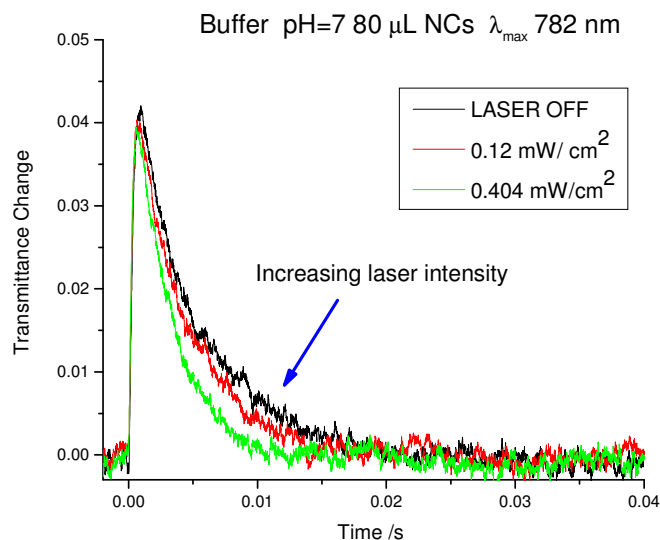 Buffer pH=7 80 μL NCs λmax 782 nm
0.05
0.04
0.03
0.02
0.01
0.00
Transmittance Change
LASER OFF
0.12 mW/ cm²
0.404 mW/cm²
Increasing laser intensity
0.00 0.01 0.02 0.03 0.04
Time /s